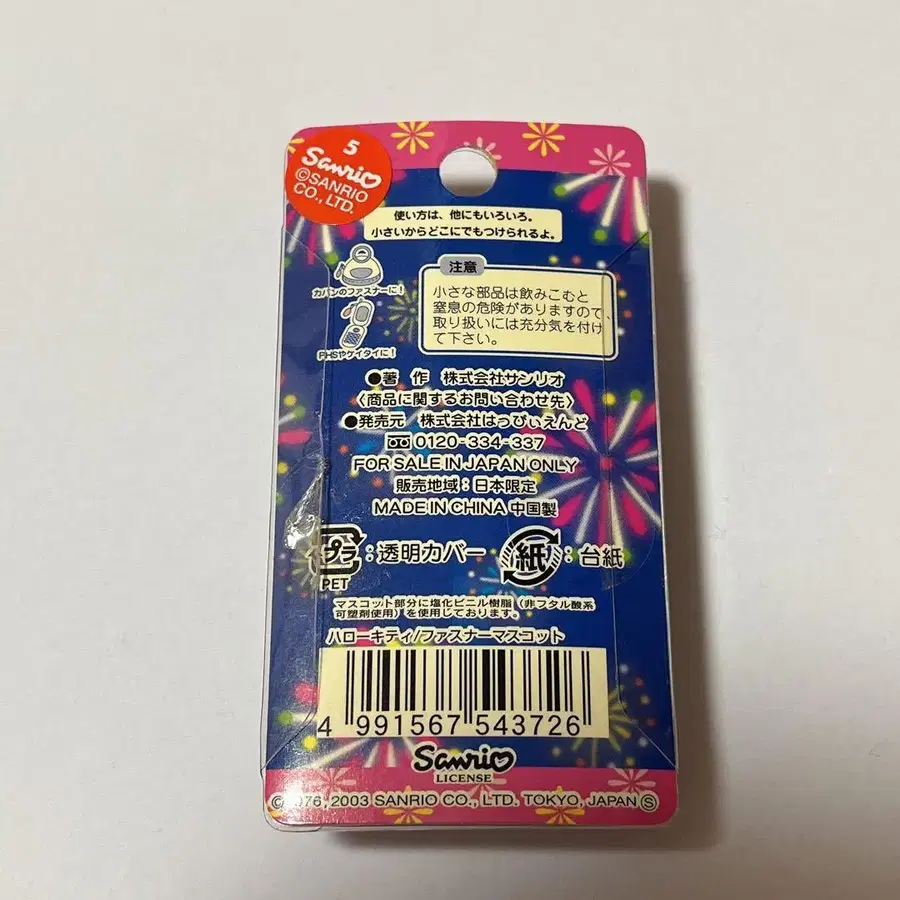 5
Sanrio
©SANRIO
CO., LTD.
使い方は、他にもいろいろ。
小さいからどこにでもつけられるよ。
カバンのファスナーに!
PHSやケイタイに!
注意
小さな部品は飲みこむと
窒息の危険がありますので、
取り扱いには充分気を付け
て下さい。
●著 作 株式会社サンリオ
〈商品に関するお問い合わせ先〉
●発売元 株式会社はっぴぃえんど
0120-334-337
FOR SALE IN JAPAN ONLY
販売地域:日本限定
MADE IN CHINA 中国製
プラ:透明カバー
PET
紙:台紙
マスコット部分に塩化ビニル樹脂(非フタル酸系
可塑剤使用)を使用しております。
ハローキティ/ファスナーマスコット
4 991567 543726
Sanrio
LICENSE
©1976, 2003 SANRIO CO., LTD. TOKYO, JAPAN Ⓢ